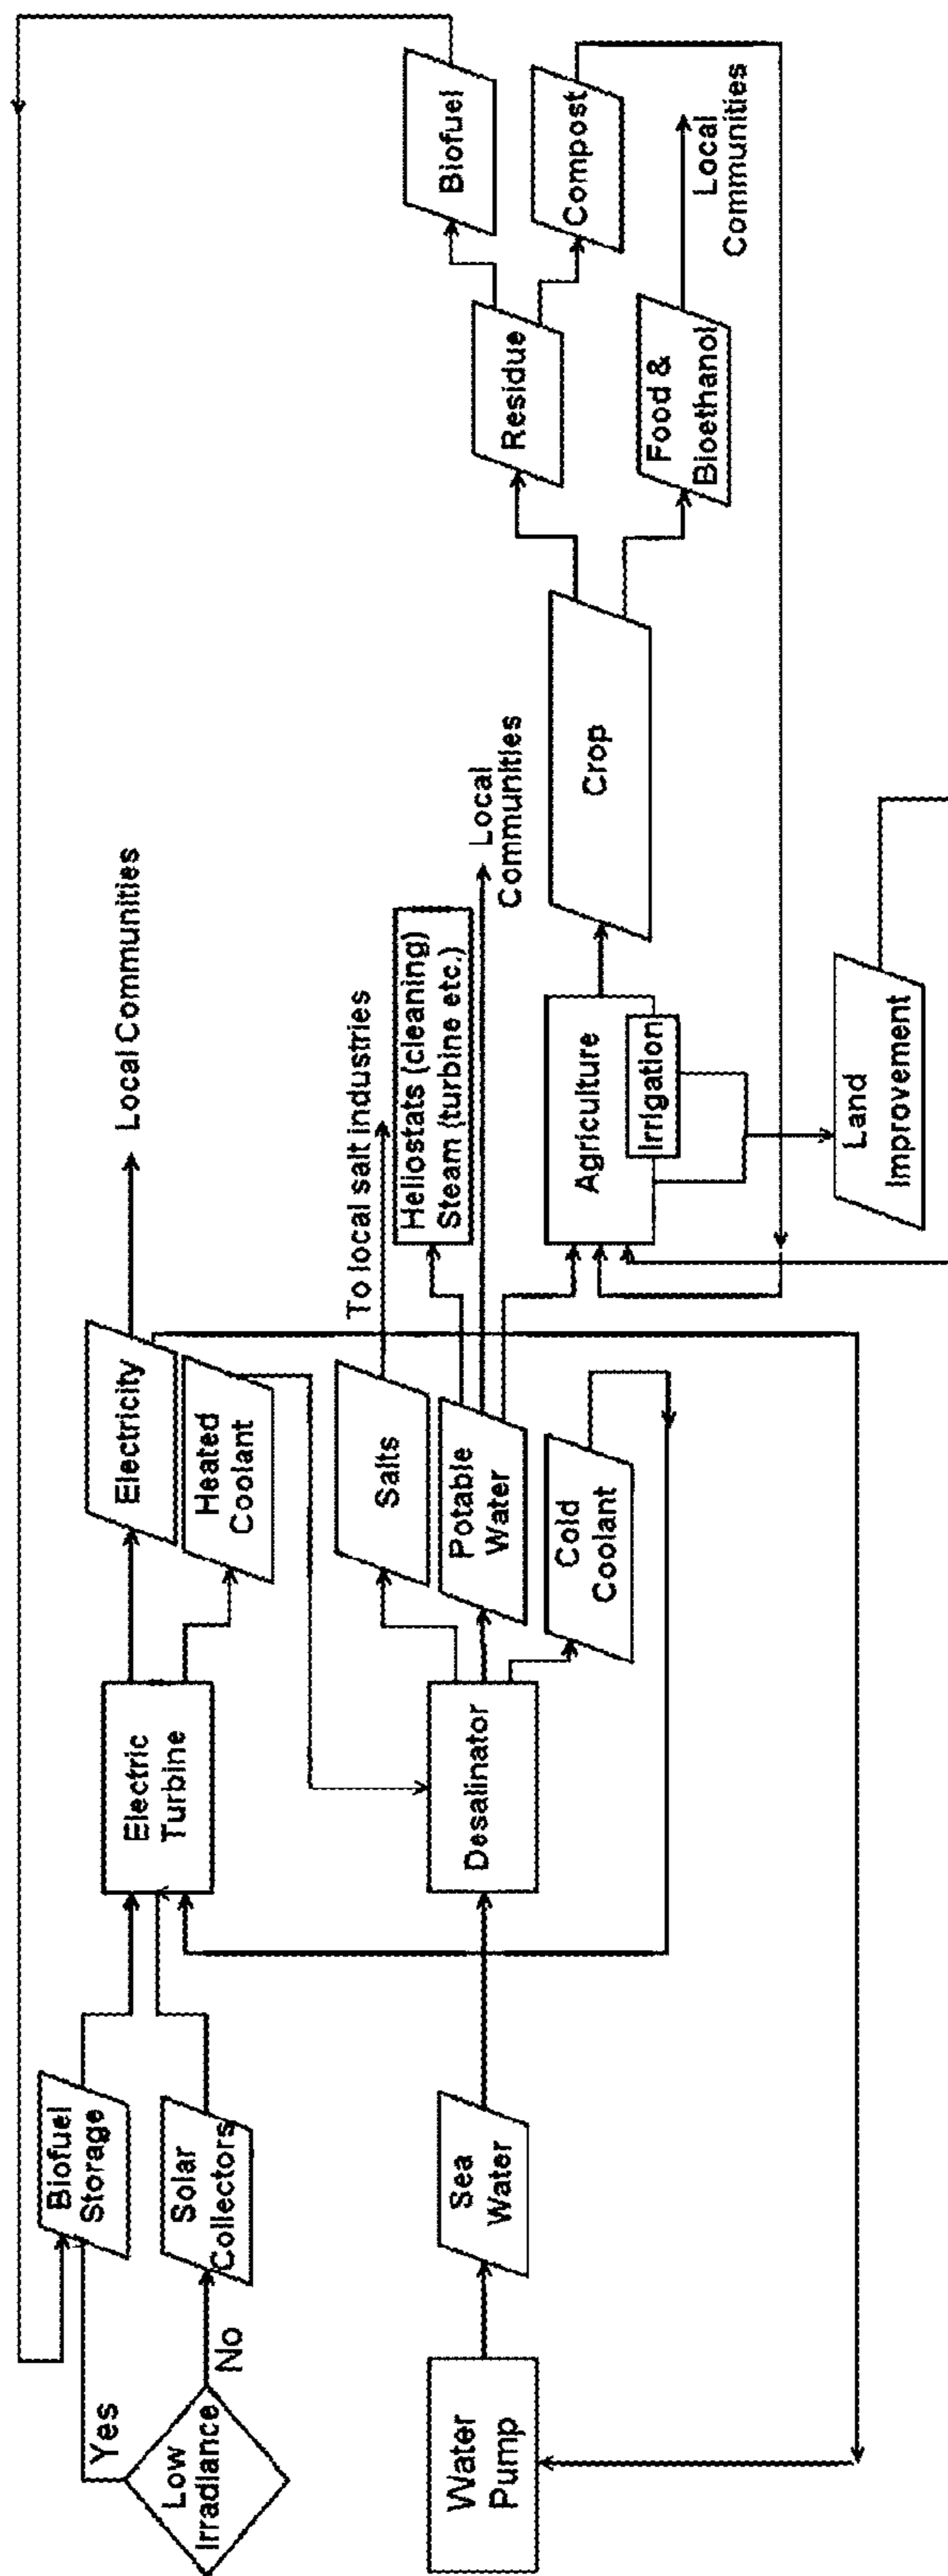 Low
Irradiance
Yes
No
Biofuel
Storage
Solar
Collectors
Electric
Turbine
Electricity
Heated
Coolant
Local Communities
Water
Pump
Sea
Water
Desalinator
Salts
Potable
Water
Cold
Coolant
To local salt industries
Heliostats (cleaning)
Steam (turbine etc.)
Local
Communities
Agriculture
Irrigation
Land
Improvement
Crop
Residue
Food &
Bioethanol
Biofuel
Compost
Local
Communities